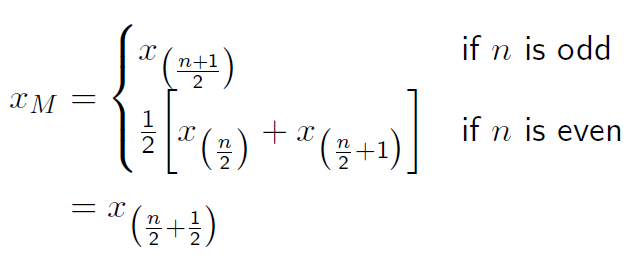 x_M = { x_((n+1)/2) if n is odd
1/2 [ x_(n/2) + x_(n/2+1) ] if n is even
= x_(n/2+1/2)